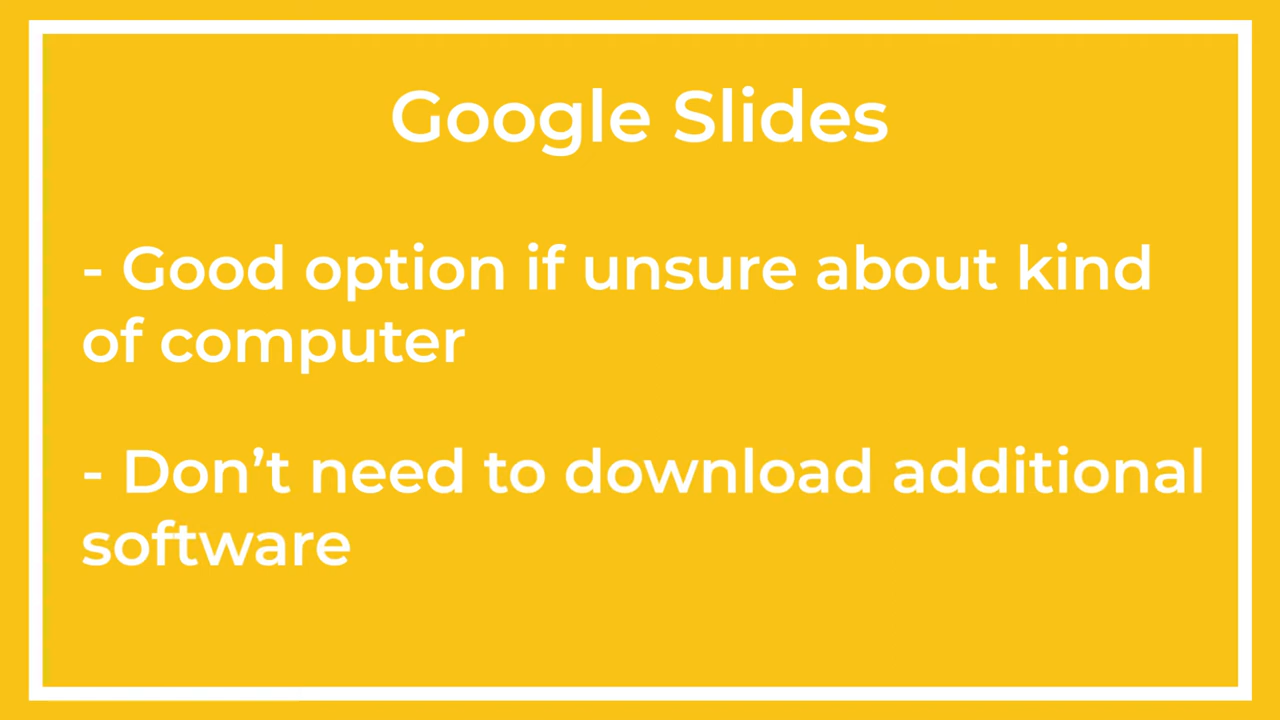 Google Slides
- Good option if unsure about kind
of computer
- Don’t need to download additional
software